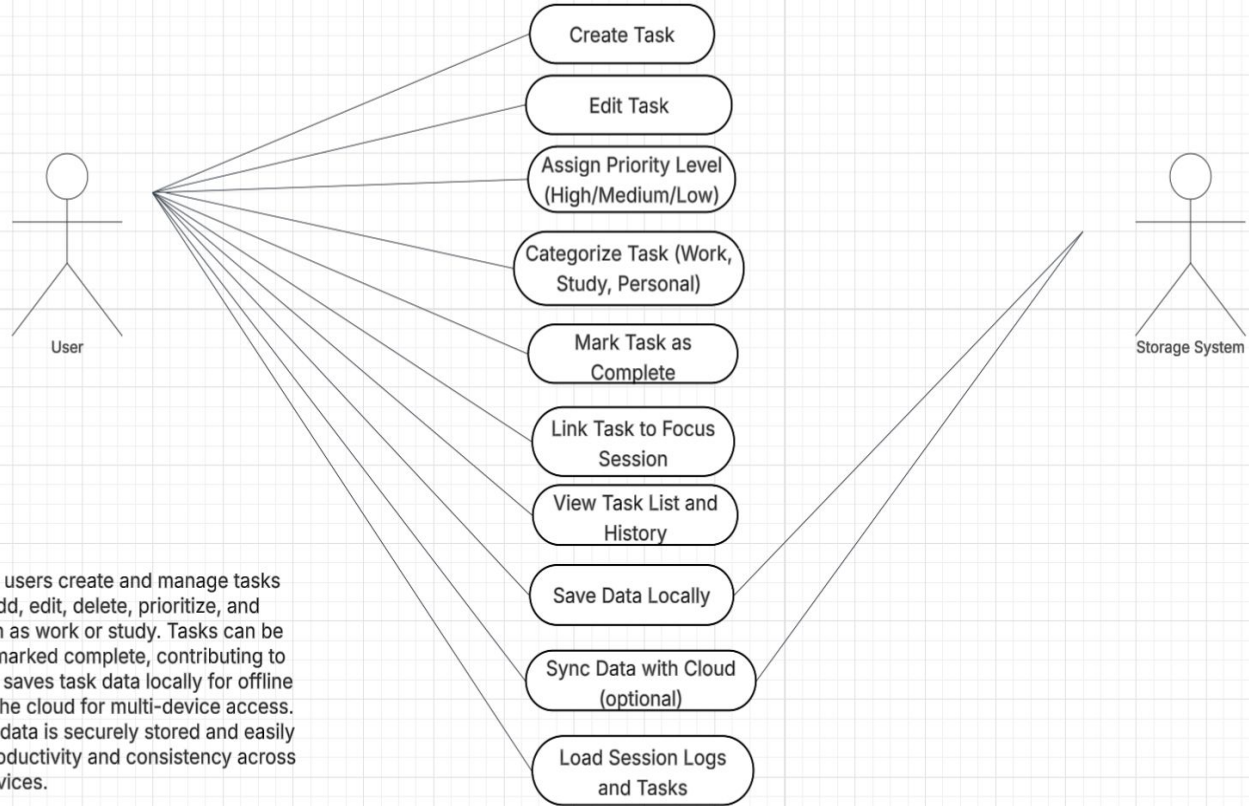 Create Task
Edit Task
Assign Priority Level
(High/Medium/Low)
Categorize Task (Work,
Study, Personal)
Mark Task as
Complete
Link Task to Focus
Session
View Task List and
History
Save Data Locally
Sync Data with Cloud
(optional)
Load Session Logs
and Tasks
User
Storage System
users create and manage tasks
edit, delete, prioritize, and
as work or study. Tasks can be
marked complete, contributing to
saves task data locally for offline
the cloud for multi-device access.
data is securely stored and easily
and consistency across